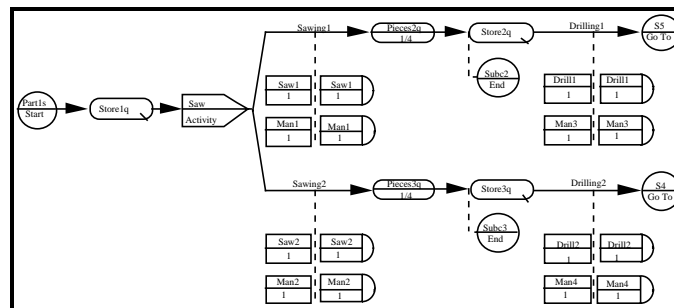 Sawing1
Pieces2q
1/4
Store2q
Drilling1
S5
Go To
Subc2
End
Saw1
1
Saw1
1
Drill1
1
Drill1
1
Part1s
Start
Store1q
Saw
Activity
Man1
1
Man1
1
Man3
1
Man3
1
Sawing2
Pieces3q
1/4
Store3q
Drilling2
S4
Go To
Subc3
End
Saw2
1
Saw2
1
Drill2
1
Drill2
1
Man2
1
Man2
1
Man4
1
Man4
1